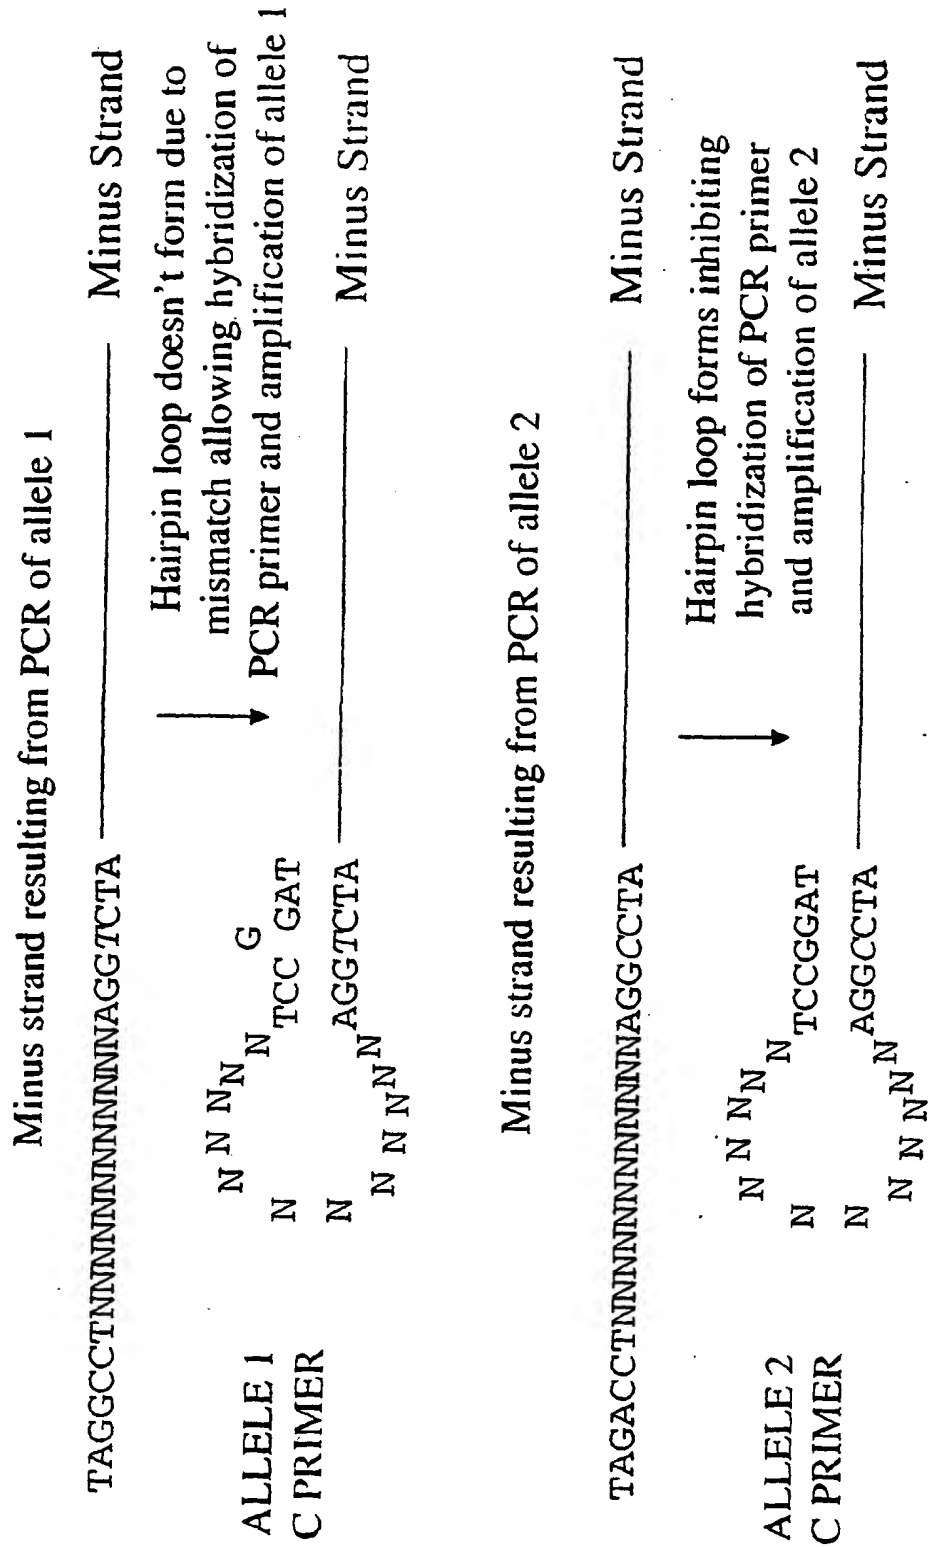 Minus strand resulting from PCR of allele 1
TAGGCCTNNNNNNNNNNNNAGGTCTA Minus Strand
Hairpin loop doesn't form due to
mismatch allowing hybridization of
PCR primer and amplification of allele 1
G
N N N N N TCC GAT
N
N
N N N N N AGGTCTA Minus Strand
ALLELE 1
C PRIMER
Minus strand resulting from PCR of allele 2
TAGACCTNNNNNNNNNNNNAGGCCTA Minus Strand
Hairpin loop forms inhibiting
hybridization of PCR primer
and amplification of allele 2
N N N N N TCCGGAT
N
N
N N N N N AGGCCTA Minus Strand
ALLELE 2
C PRIMER